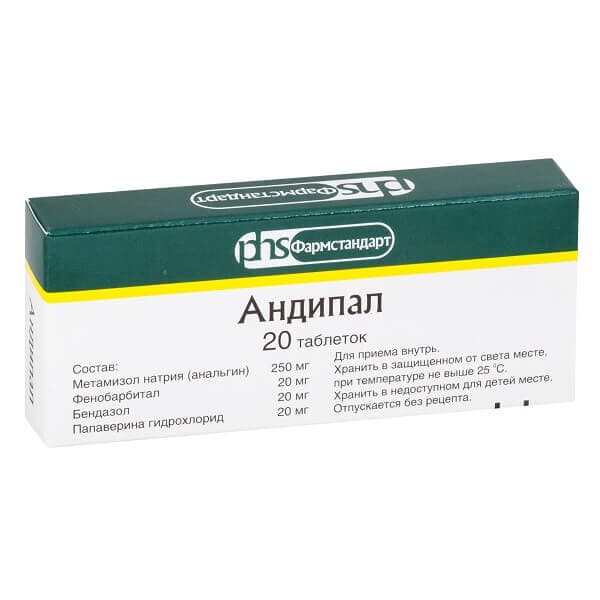 phs Фармстандарт
phs Фармстандарт
Андипал
20 таблеток
Андипал
Состав:
Метамизол натрия (анальгин) 250 мг
Фенобарбитал 20 мг
Бендазол 20 мг
Папаверина гидрохлорид 20 мг
Для приема внутрь.
Хранить в защищенном от света месте,
при температуре не выше 25 °С.
Хранить в недоступном для детей месте.
Отпускается без рецепта.